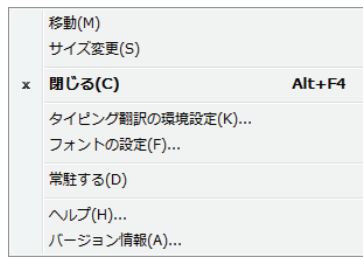 移動(M)
サイズ変更(S)
x 閉じる(C) Alt+F4
タイピング翻訳の環境設定(K)...
フォントの設定(F)...
常駐する(D)
ヘルプ(H)...
バージョン情報(A)...